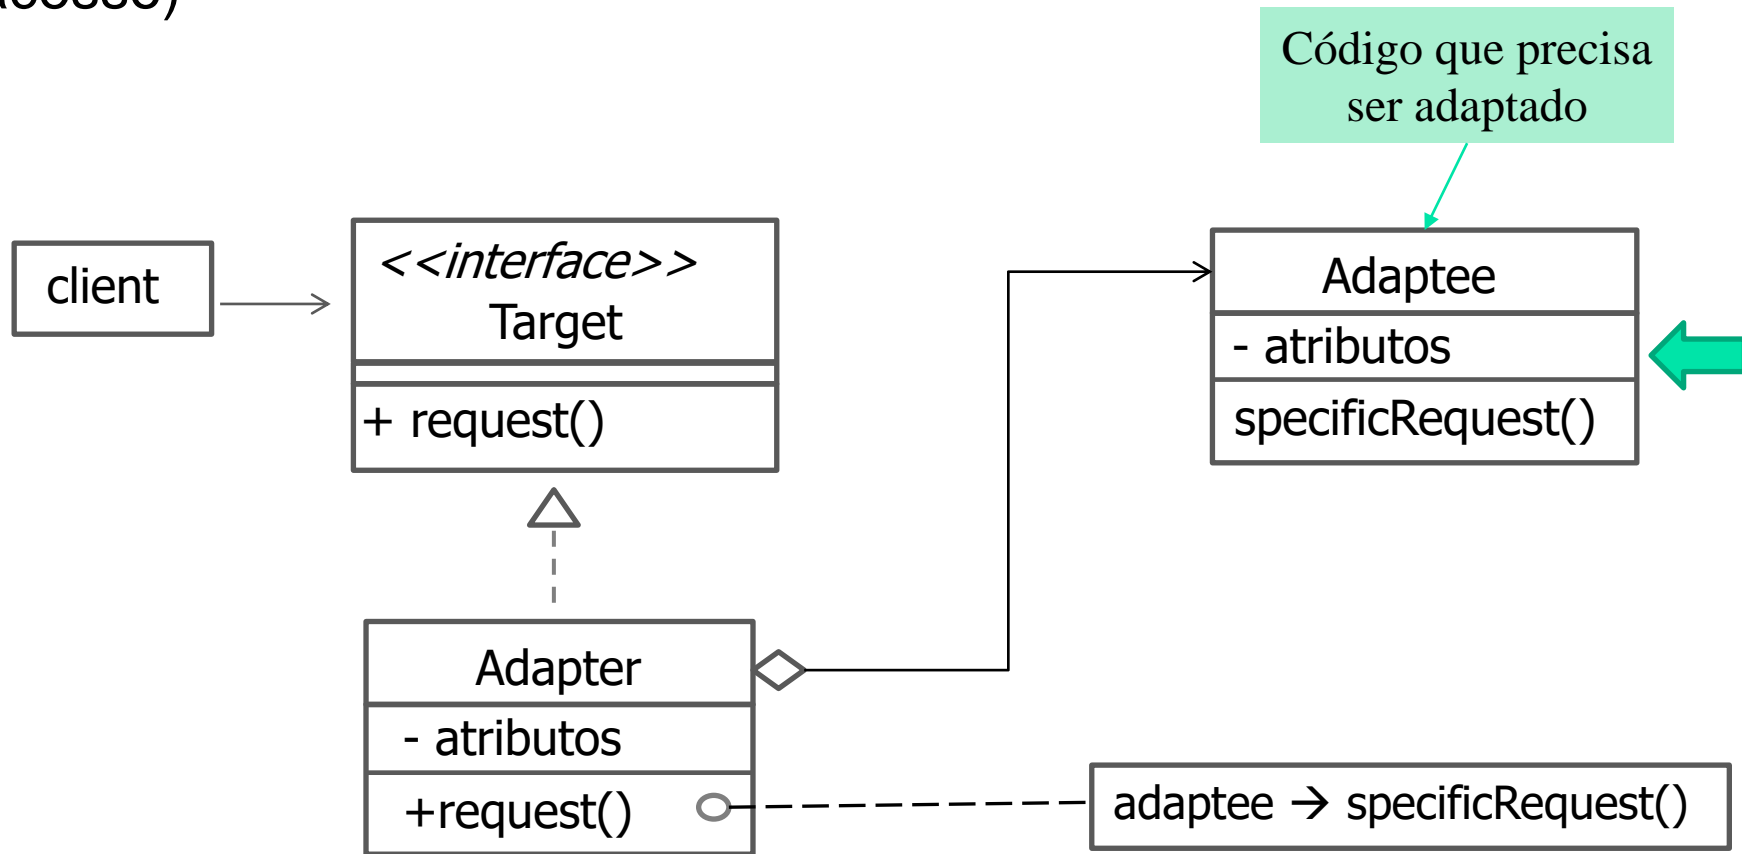 Código que precisa
ser adaptado
client
<<interface>>
Target
+ request()
Adaptee
- atributos
specificRequest()
Adapter
- atributos
+request()
adaptee → specificRequest()